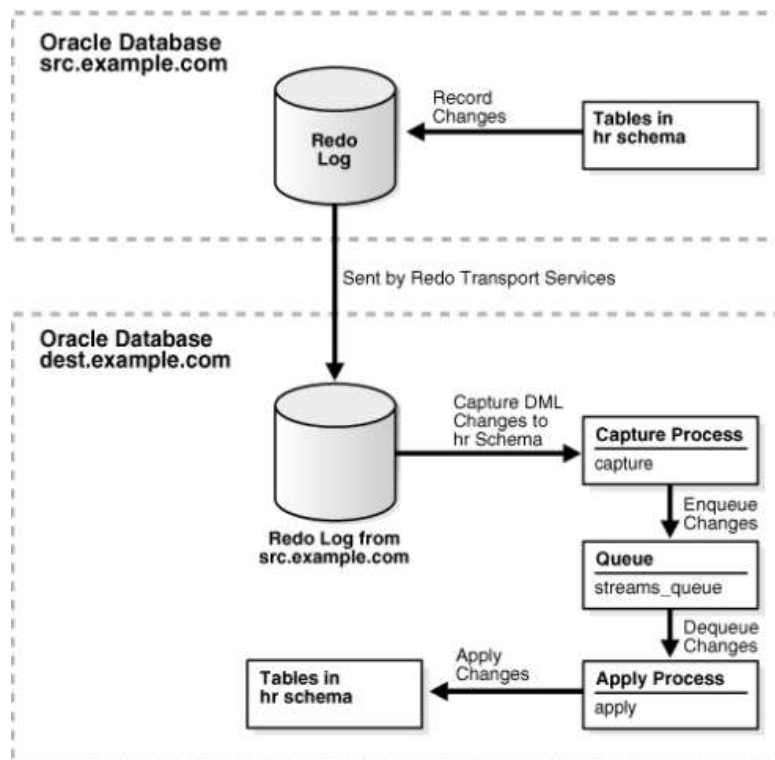 Oracle Database
src.example.com
Record
Changes
Redo
Log
Tables in
hr schema
Sent by Redo Transport Services
Oracle Database
dest.example.com
Capture DML
Changes to
hr Schema
Capture Process
capture
Redo Log from
src.example.com
Enqueue
Changes
Queue
streams_queue
Dequeue
Changes
Apply
Changes
Tables in
hr schema
Apply Process
apply